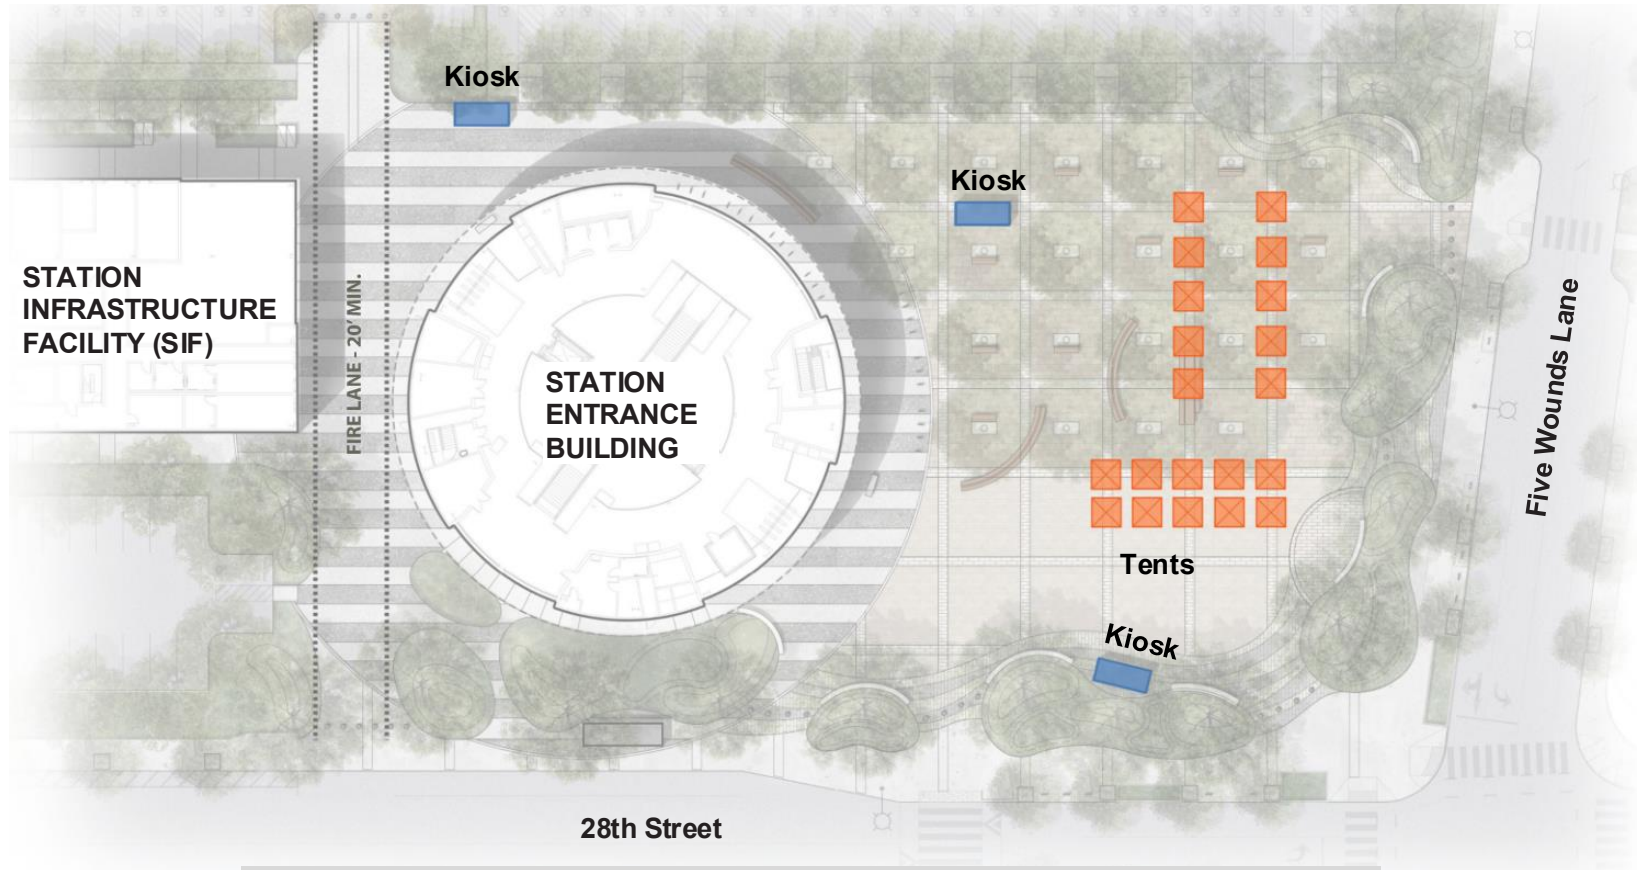 Kiosk
Kiosk
STATION
INFRASTRUCTURE
FACILITY (SIF)
FIRE LANE - 20' MIN.
STATION
ENTRANCE
BUILDING
Five Wounds Lane
Tents
Kiosk
28th Street